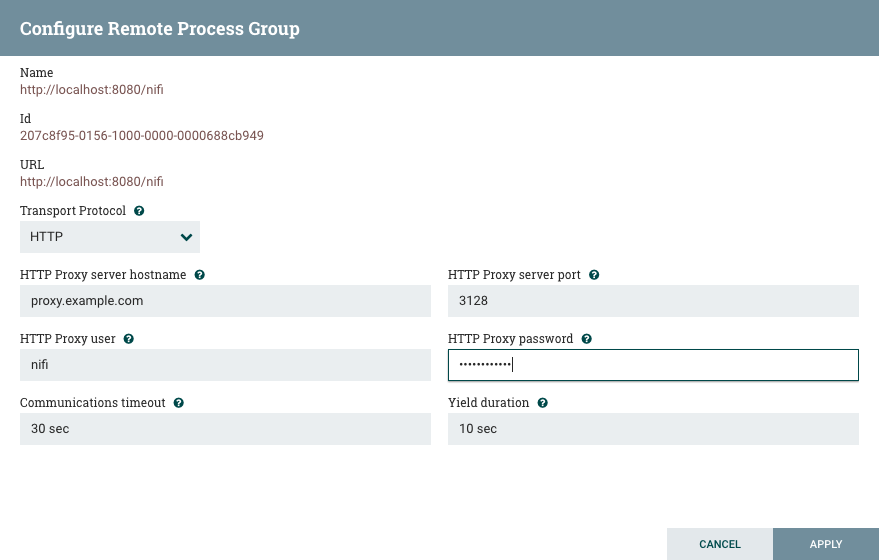 Configure Remote Process Group
Name
http://localhost:8080/nifi
Id
207c8f95-0156-1000-0000-0000688cb949
URL
http://localhost:8080/nifi
Transport Protocol
HTTP
HTTP Proxy server hostname
HTTP Proxy server port
proxy.example.com
3128
HTTP Proxy user
HTTP Proxy password
nifi
••••••••••••
Communications timeout
Yield duration
30 sec
10 sec
CANCEL
APPLY